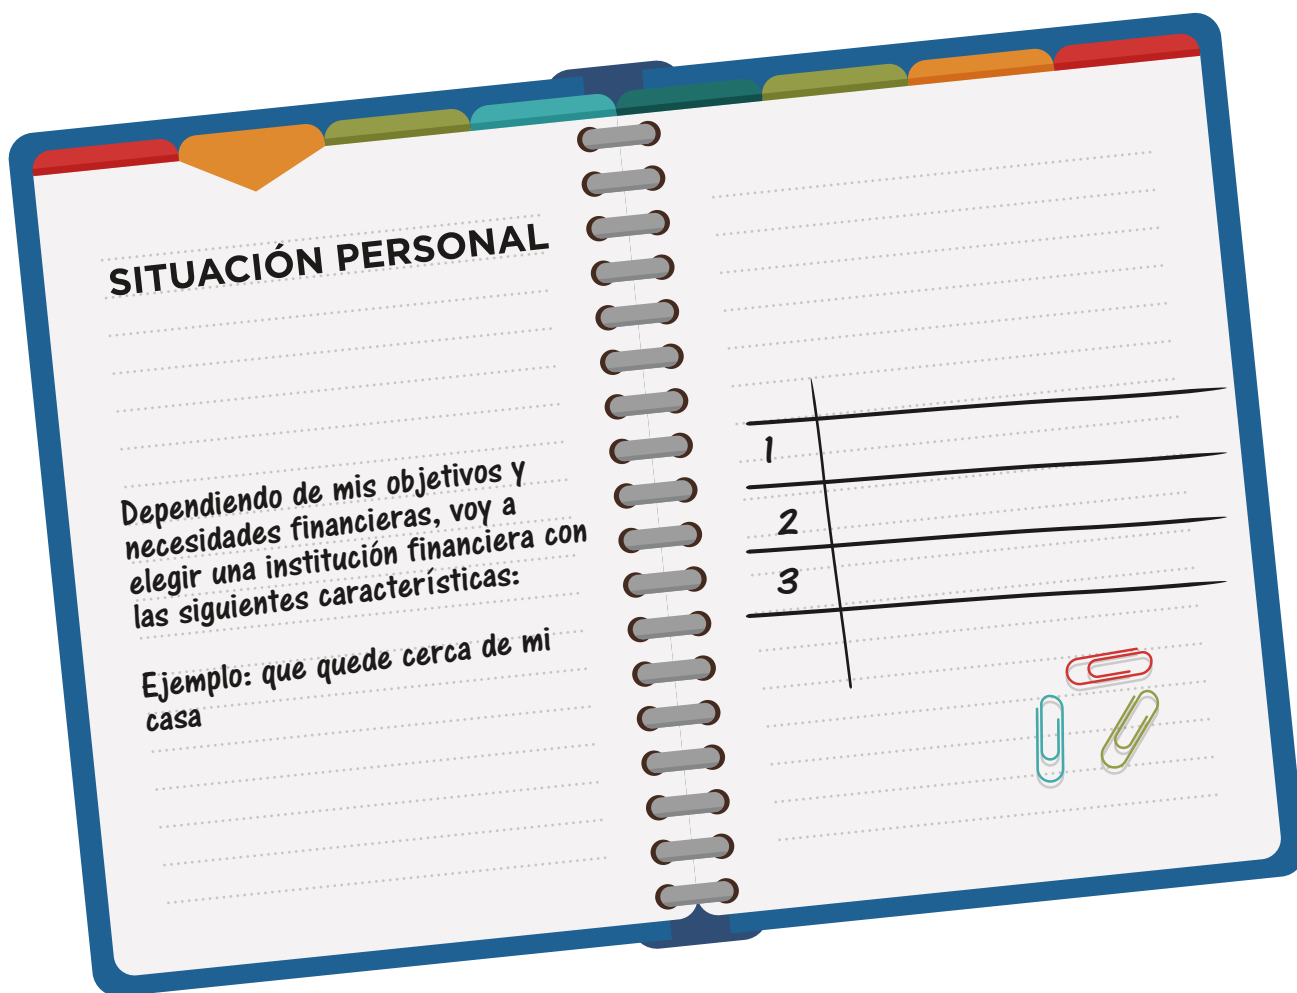 SITUACIÓN PERSONAL
Dependiendo de mis objetivos y
necesidades financieras, voy a
elegir una institución financiera con
las siguientes características:
Ejemplo: que quede cerca de mi
casa
1
2
3